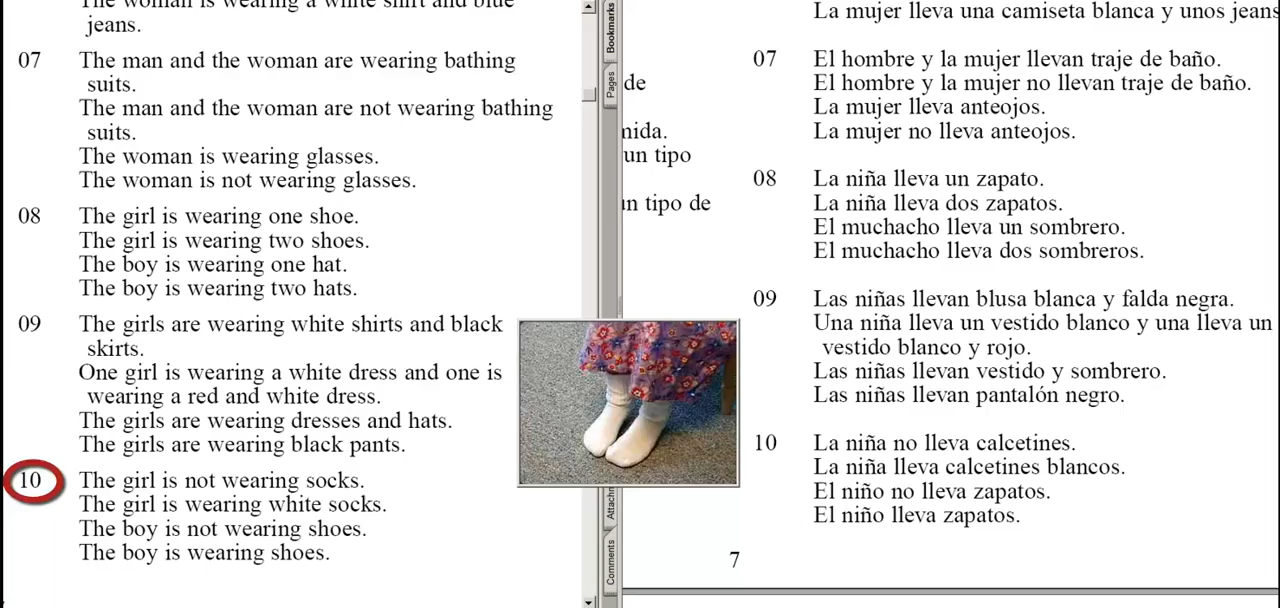 The woman is wearing a white shirt and blue
jeans.
07 The man and the woman are wearing bathing
suits.
The man and the woman are not wearing bathing
suits.
The woman is wearing glasses.
The woman is not wearing glasses.
08 The girl is wearing one shoe.
The girl is wearing two shoes.
The boy is wearing one hat.
The boy is wearing two hats.
09 The girls are wearing white shirts and black
skirts.
One girl is wearing a white dress and one is
wearing a red and white dress.
The girls are wearing dresses and hats.
The girls are wearing black pants.
10 The girl is not wearing socks.
The girl is wearing white socks.
The boy is not wearing shoes.
The boy is wearing shoes.
Bookmarks
Pages
Comments
de
un tipo
tipo de
La mujer lleva una camiseta blanca y unos jeans
07 El hombre y la mujer llevan traje de baño.
El hombre y la mujer no llevan traje de baño.
La mujer lleva anteojos.
La mujer no lleva anteojos.
08 La niña lleva un zapato.
La niña lleva dos zapatos.
El muchacho lleva un sombrero.
El muchacho lleva dos sombreros.
09 Las niñas llevan blusa blanca y falda negra.
Una niña lleva un vestido blanco y una lleva un
vestido blanco y rojo.
Las niñas llevan vestido y sombrero.
Las niñas llevan pantalón negro.
10 La niña no lleva calcetines.
La niña lleva calcetines blancos.
El niño no lleva zapatos.
El niño lleva zapatos.
7